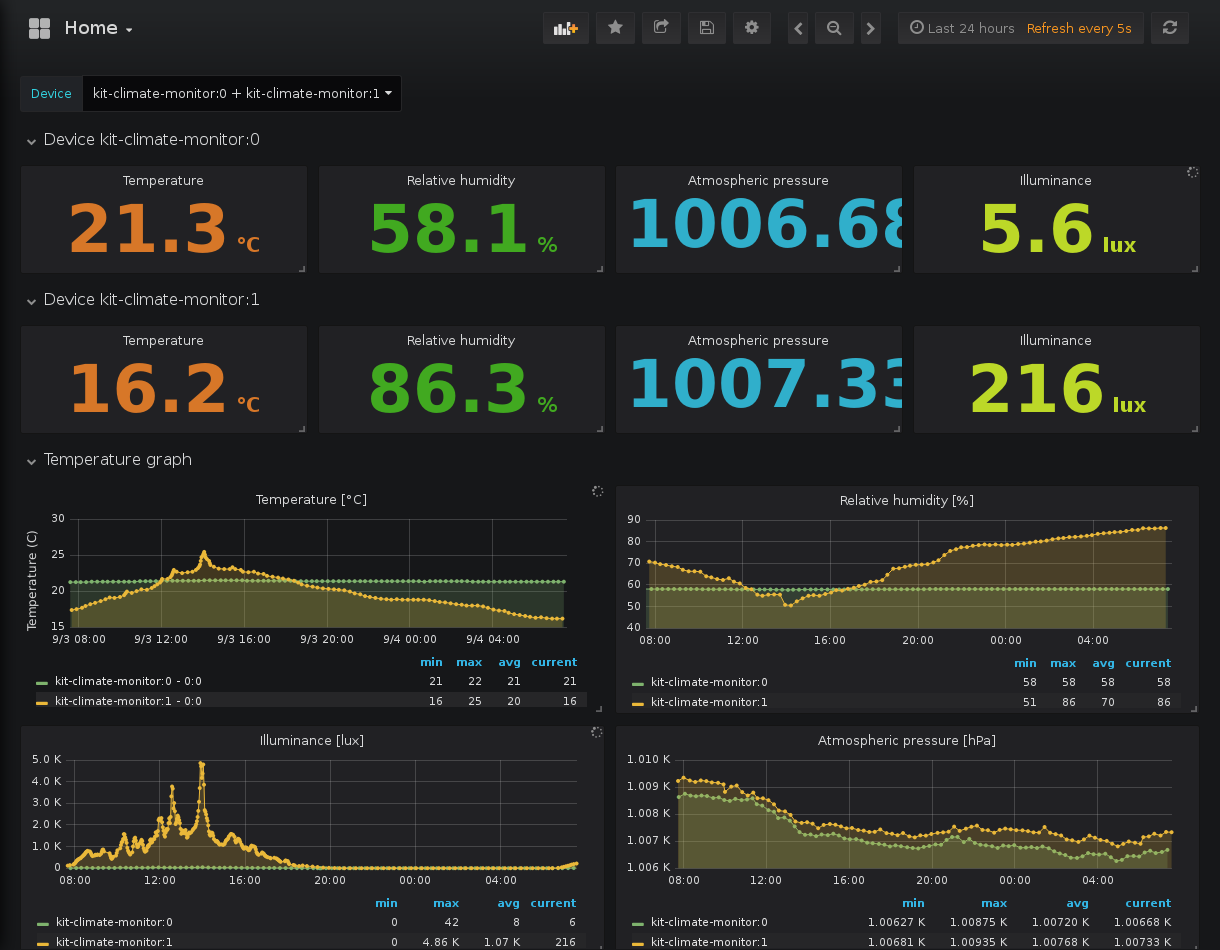 Home
Last 24 hours Refresh every 5s
Device kit-climate-monitor:0 + kit-climate-monitor:1
Device kit-climate-monitor:0
Temperature Relative humidity Atmospheric pressure Illuminance
21.3 °C 58.1 % 1006.68 5.6 lux
Device kit-climate-monitor:1
Temperature Relative humidity Atmospheric pressure Illuminance
16.2 °C 86.3 % 1007.33 216 lux
Temperature graph
Temperature [°C]
Temperature (C)
30
25
20
15
9/3 08:00 9/3 12:00 9/3 16:00 9/3 20:00 9/4 00:00 9/4 04:00
min max avg current
kit-climate-monitor:0 - 0:0 21 22 21 21
kit-climate-monitor:1 - 0:0 16 25 20 16
Relative humidity [%]
90
80
70
60
50
40
08:00 12:00 16:00 20:00 00:00 04:00
min max avg current
kit-climate-monitor:0 58 58 58 58
kit-climate-monitor:1 51 86 70 86
Illuminance [lux]
5.0 K
4.0 K
3.0 K
2.0 K
1.0 K
0
08:00 12:00 16:00 20:00 00:00 04:00
min max avg current
kit-climate-monitor:0 0 42 8 6
kit-climate-monitor:1 0 4.86 K 1.07 K 216
Atmospheric pressure [hPa]
1.010 K
1.009 K
1.008 K
1.007 K
1.006 K
08:00 12:00 16:00 20:00 00:00 04:00
min max avg current
kit-climate-monitor:0 1.00627 K 1.00875 K 1.00720 K 1.00668 K
kit-climate-monitor:1 1.00681 K 1.00935 K 1.00768 K 1.00733 K